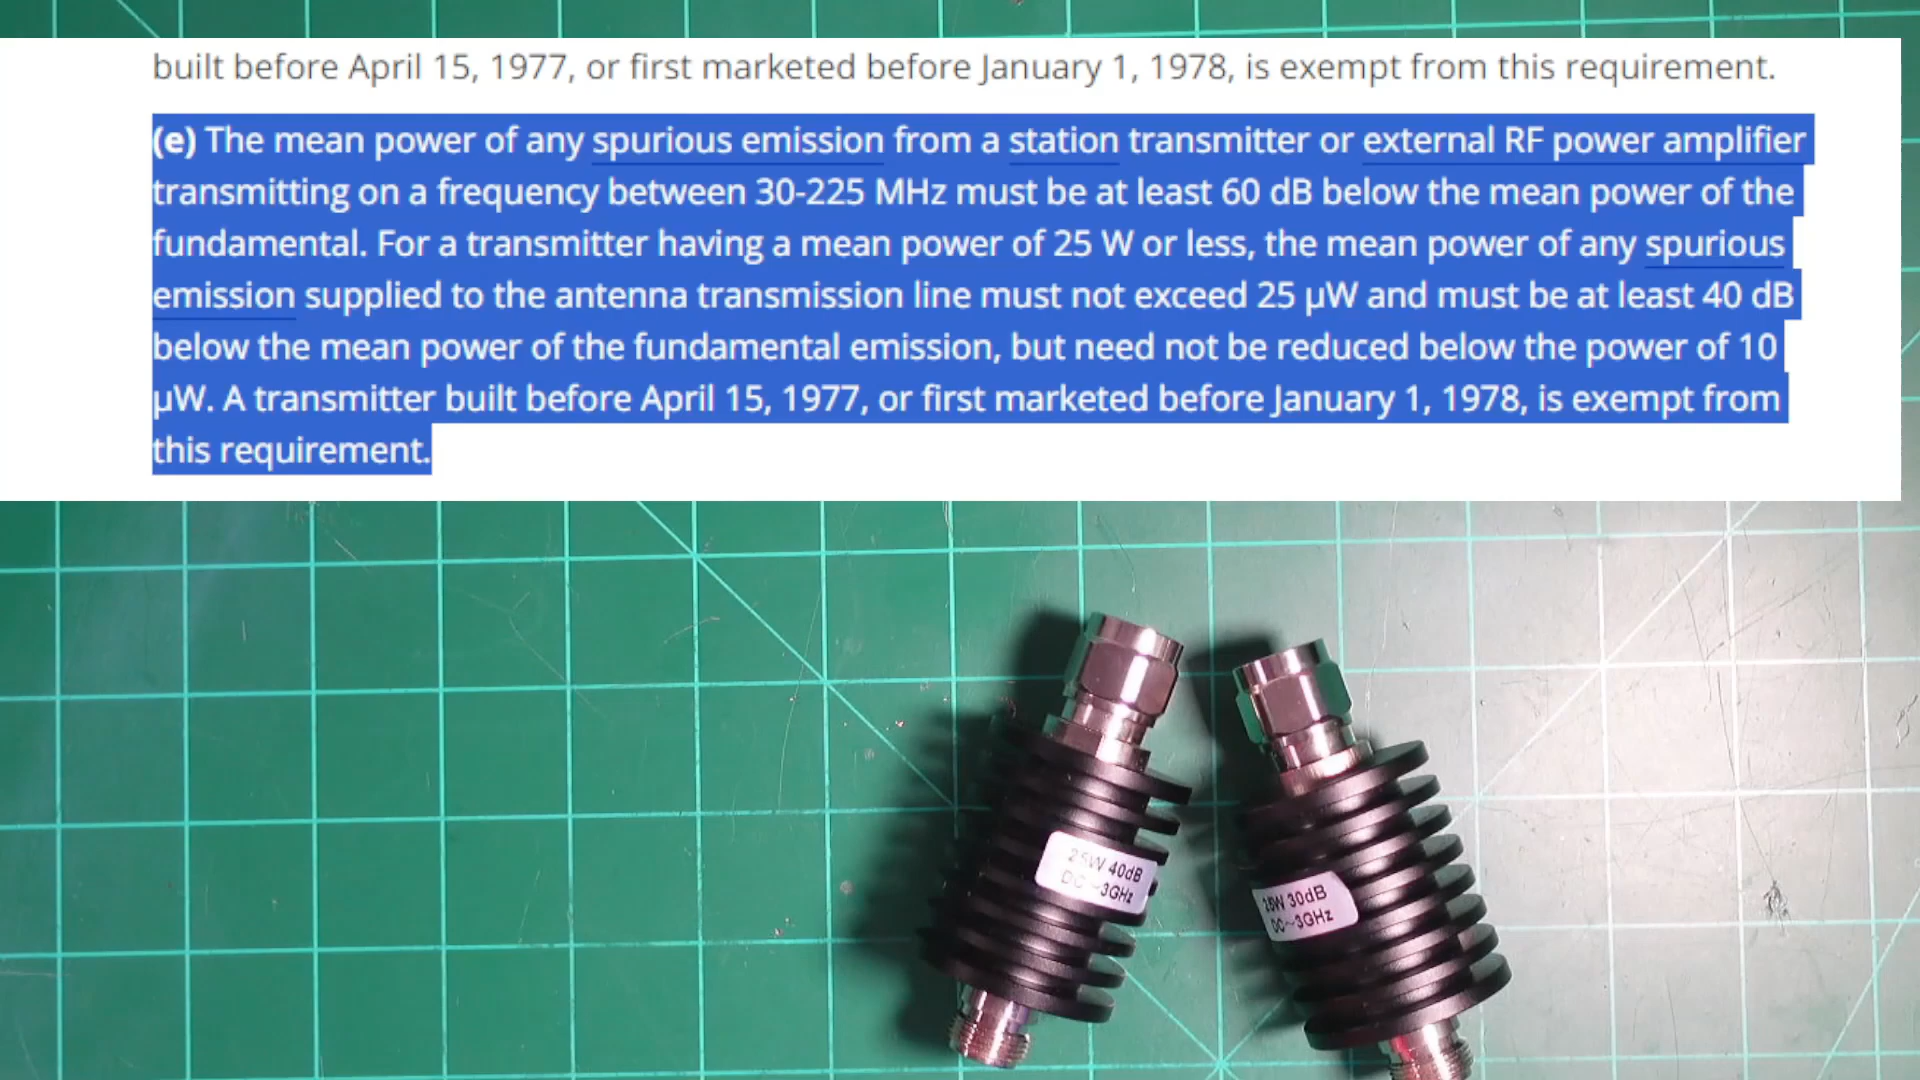 built before April 15, 1977, or first marketed before January 1, 1978, is exempt from this requirement.
(e) The mean power of any spurious emission from a station transmitter or external RF power amplifier
transmitting on a frequency between 30-225 MHz must be at least 60 dB below the mean power of the
fundamental. For a transmitter having a mean power of 25 W or less, the mean power of any spurious
emission supplied to the antenna transmission line must not exceed 25 µW and must be at least 40 dB
below the mean power of the fundamental emission, but need not be reduced below the power of 10
µW. A transmitter built before April 15, 1977, or first marketed before January 1, 1978, is exempt from
this requirement.
25W 40dB
DC~3GHz
25W 30dB
DC~3GHz